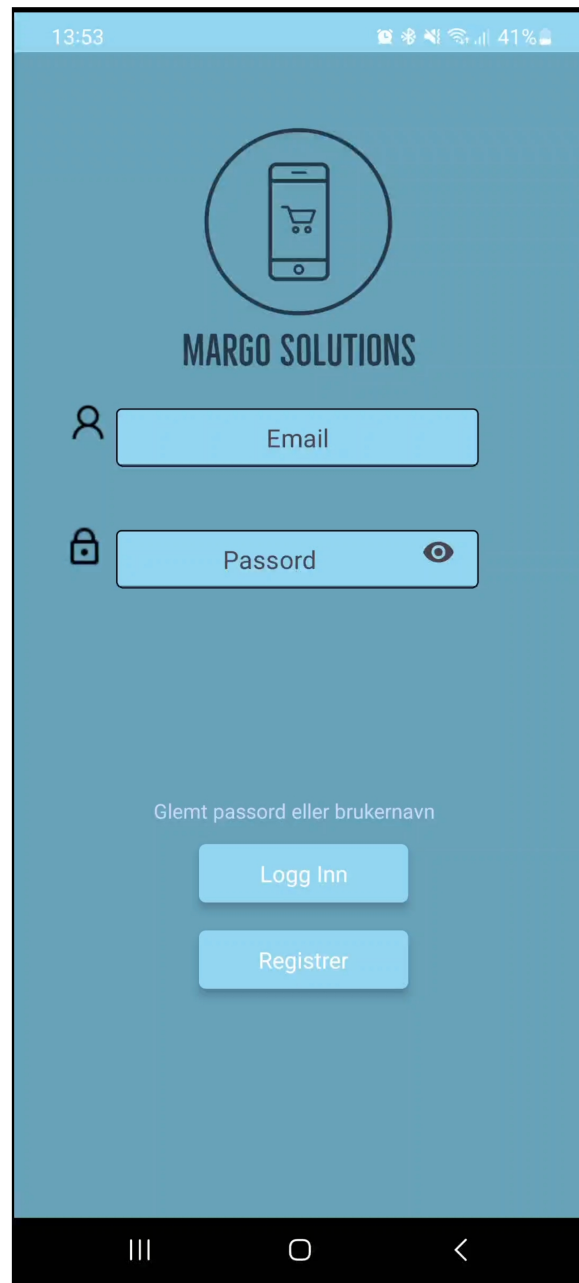 13:53 41%
MARGO SOLUTIONS
Email
Passord
Glemt passord eller brukernavn
Logg Inn
Registrer